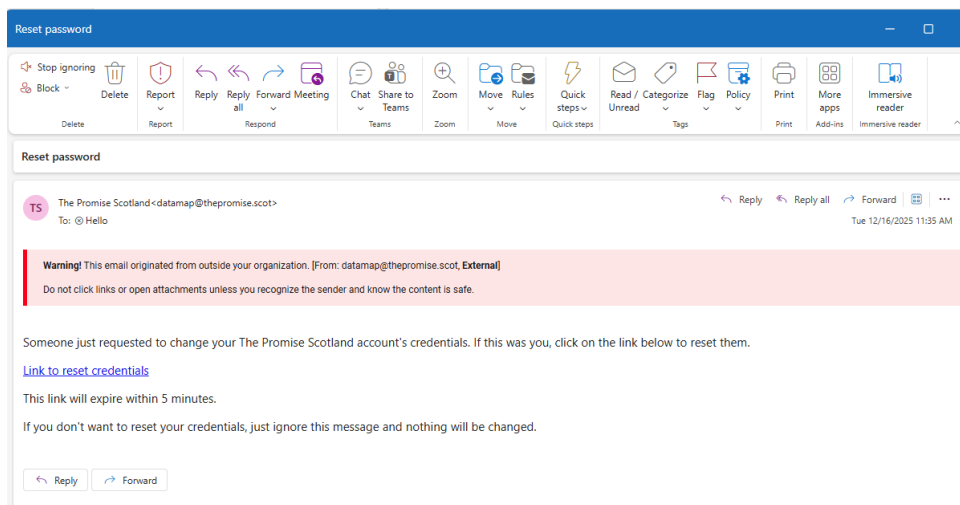 Reset password
Stop ignoring
Block
Delete
Report
Reply
Reply all
Forward
Meeting
Chat
Share to Teams
Zoom
Move
Rules
Quick steps
Read / Unread
Categorize
Flag
Policy
Print
More apps
Immersive reader
Delete
Report
Respond
Teams
Zoom
Move
Quick steps
Tags
Print
Add-ins
Immersive reader
Reset password
TS
The Promise Scotland<datamap@thepromise.scot>
To: Hello
Reply
Reply all
Forward
Tue 12/16/2025 11:35 AM
Warning! This email originated from outside your organization. [From: datamap@thepromise.scot, External]
Do not click links or open attachments unless you recognize the sender and know the content is safe.
Someone just requested to change your The Promise Scotland account's credentials. If this was you, click on the link below to reset them.
Link to reset credentials
This link will expire within 5 minutes.
If you don't want to reset your credentials, just ignore this message and nothing will be changed.
Reply
Forward